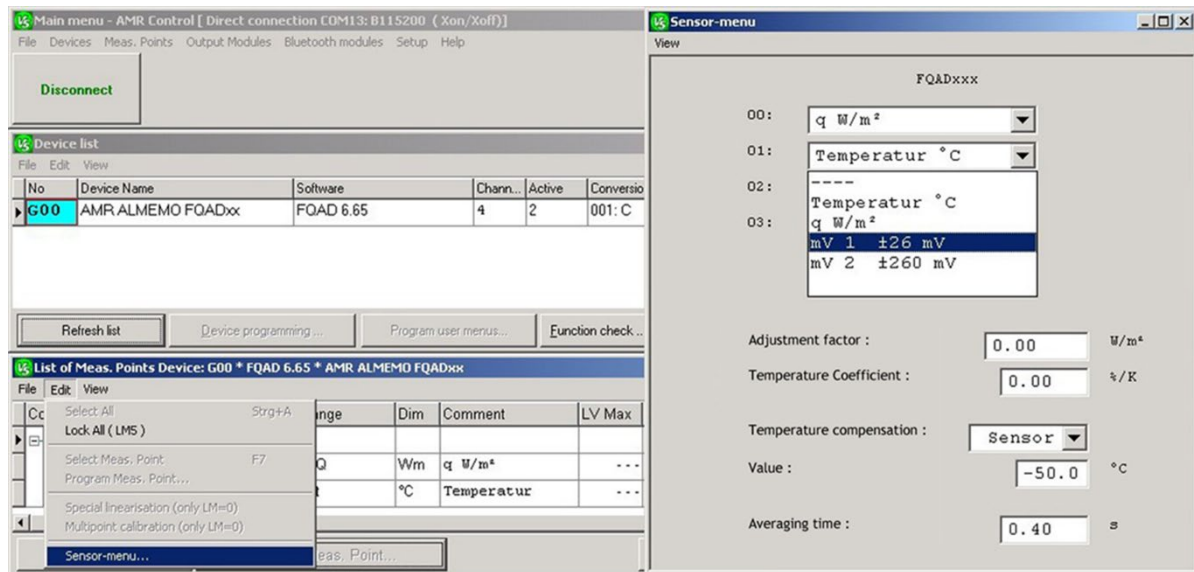 Main menu - AMR Control [ Direct connection COM13: B115200 ( Xon/Xoff)]
File Devices Meas. Points Output Modules Bluetooth modules Setup Help
Disconnect
Device list
File Edit View
No Device Name Software Chann... Active Conversio
G00 AMR ALMEMO FQADxx FQAD 6.65 4 2 001: C
Refresh list Device programming ... Program user menus... Function check ..
List of Meas. Points Device: G00 * FQAD 6.65 * AMR ALMEMO FQADxx
File Edit View
Cc ange Dim Comment LV Max
Select All Strg+A
Lock All ( LM5 )
Select Meas. Point F7
Q Wm q W/m² ---
Program Meas. Point...
°C Temperatur ---
Special linearisation (only LM=0)
Multipoint calibration (only LM=0)
Sensor-menu...
eas. Point...
Sensor-menu
View
FQADxxx
00: q W/m²
01: Temperatur °C
02: ----
Temperatur °C
03: q W/m²
mV 1 ±26 mV
mV 2 ±260 mV
Adjustment factor : 0.00 W/m²
Temperature Coefficient : 0.00 %/K
Temperature compensation : Sensor
Value : -50.0 °C
Averaging time : 0.40 s